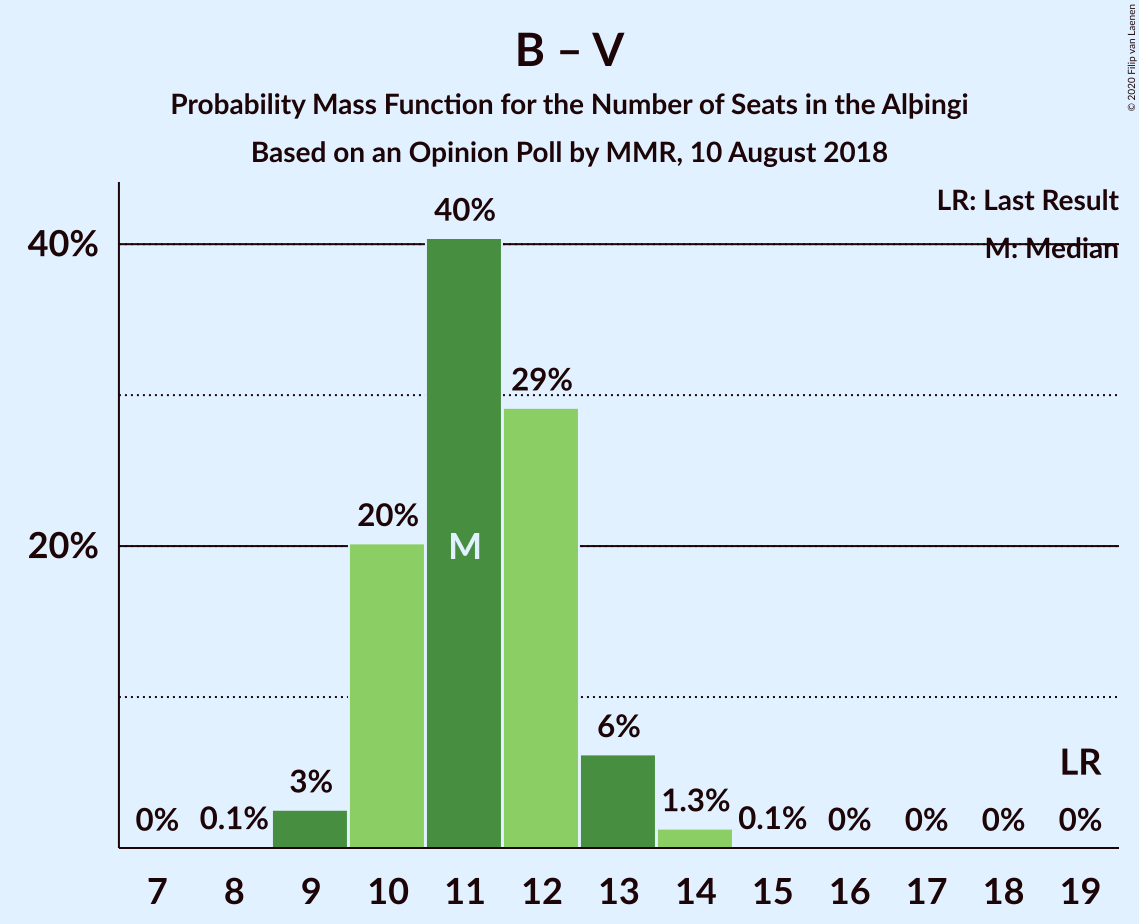 B – V
Probability Mass Function for the Number of Seats in the Alþingi
Based on an Opinion Poll by MMR, 10 August 2018
© 2020 Filip van Laenen
LR: Last Result
M: Median
40%
20%
0%
0.1%
3%
20%
40%
M
29%
6%
1.3%
0.1%
0%
0%
0%
LR
0%
7 8 9 10 11 12 13 14 15 16 17 18 19